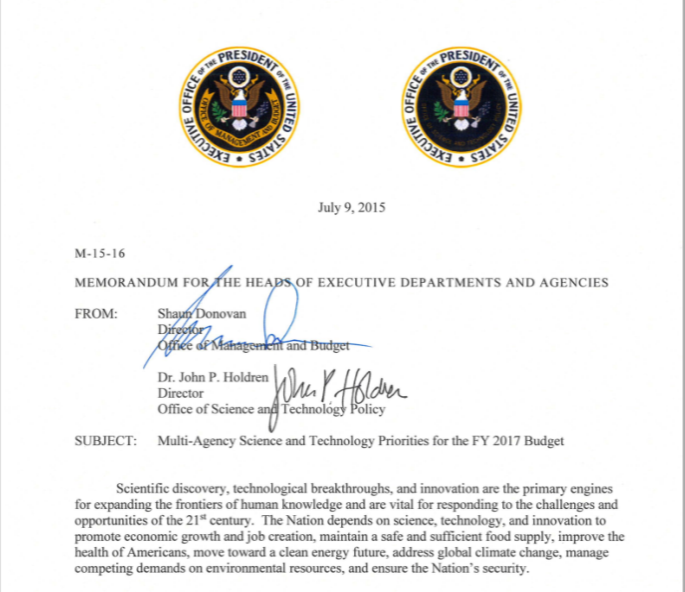 EXECUTIVE OFFICE OF THE PRESIDENT OF THE UNITED STATES
OFFICE OF MANAGEMENT AND BUDGET
EXECUTIVE OFFICE OF THE PRESIDENT OF THE UNITED STATES
OFFICE OF SCIENCE AND TECHNOLOGY POLICY
July 9, 2015
M-15-16
MEMORANDUM FOR THE HEADS OF EXECUTIVE DEPARTMENTS AND AGENCIES
FROM: Shaun Donovan
Director
Office of Management and Budget
Dr. John P. Holdren John P Holdren
Director
Office of Science and Technology Policy
SUBJECT: Multi-Agency Science and Technology Priorities for the FY 2017 Budget
Scientific discovery, technological breakthroughs, and innovation are the primary engines
for expanding the frontiers of human knowledge and are vital for responding to the challenges and
opportunities of the 21st century. The Nation depends on science, technology, and innovation to
promote economic growth and job creation, maintain a safe and sufficient food supply, improve the
health of Americans, move toward a clean energy future, address global climate change, manage
competing demands on environmental resources, and ensure the Nation's security.